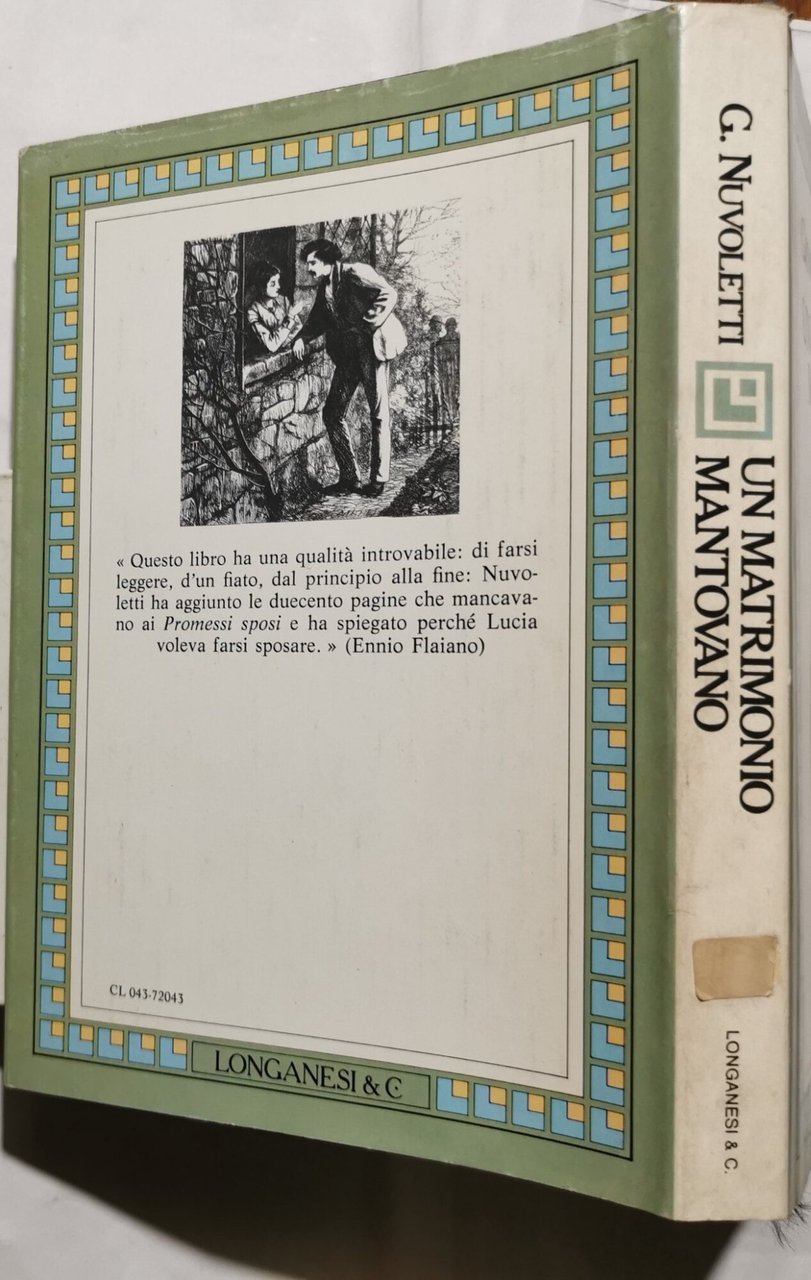 « Questo libro ha una qualità introvabile: di farsi
leggere, d'un fiato, dal principio alla fine: Nuvo-
letti ha aggiunto le duecento pagine che mancava-
no ai Promessi sposi e ha spiegato perché Lucia
voleva farsi sposare. » (Ennio Flaiano)
CL 043-72043
LONGANESI & C.
G. NUVOLETTI
UN MATRIMONIO
MANTOVANO
LONGANESI & C.